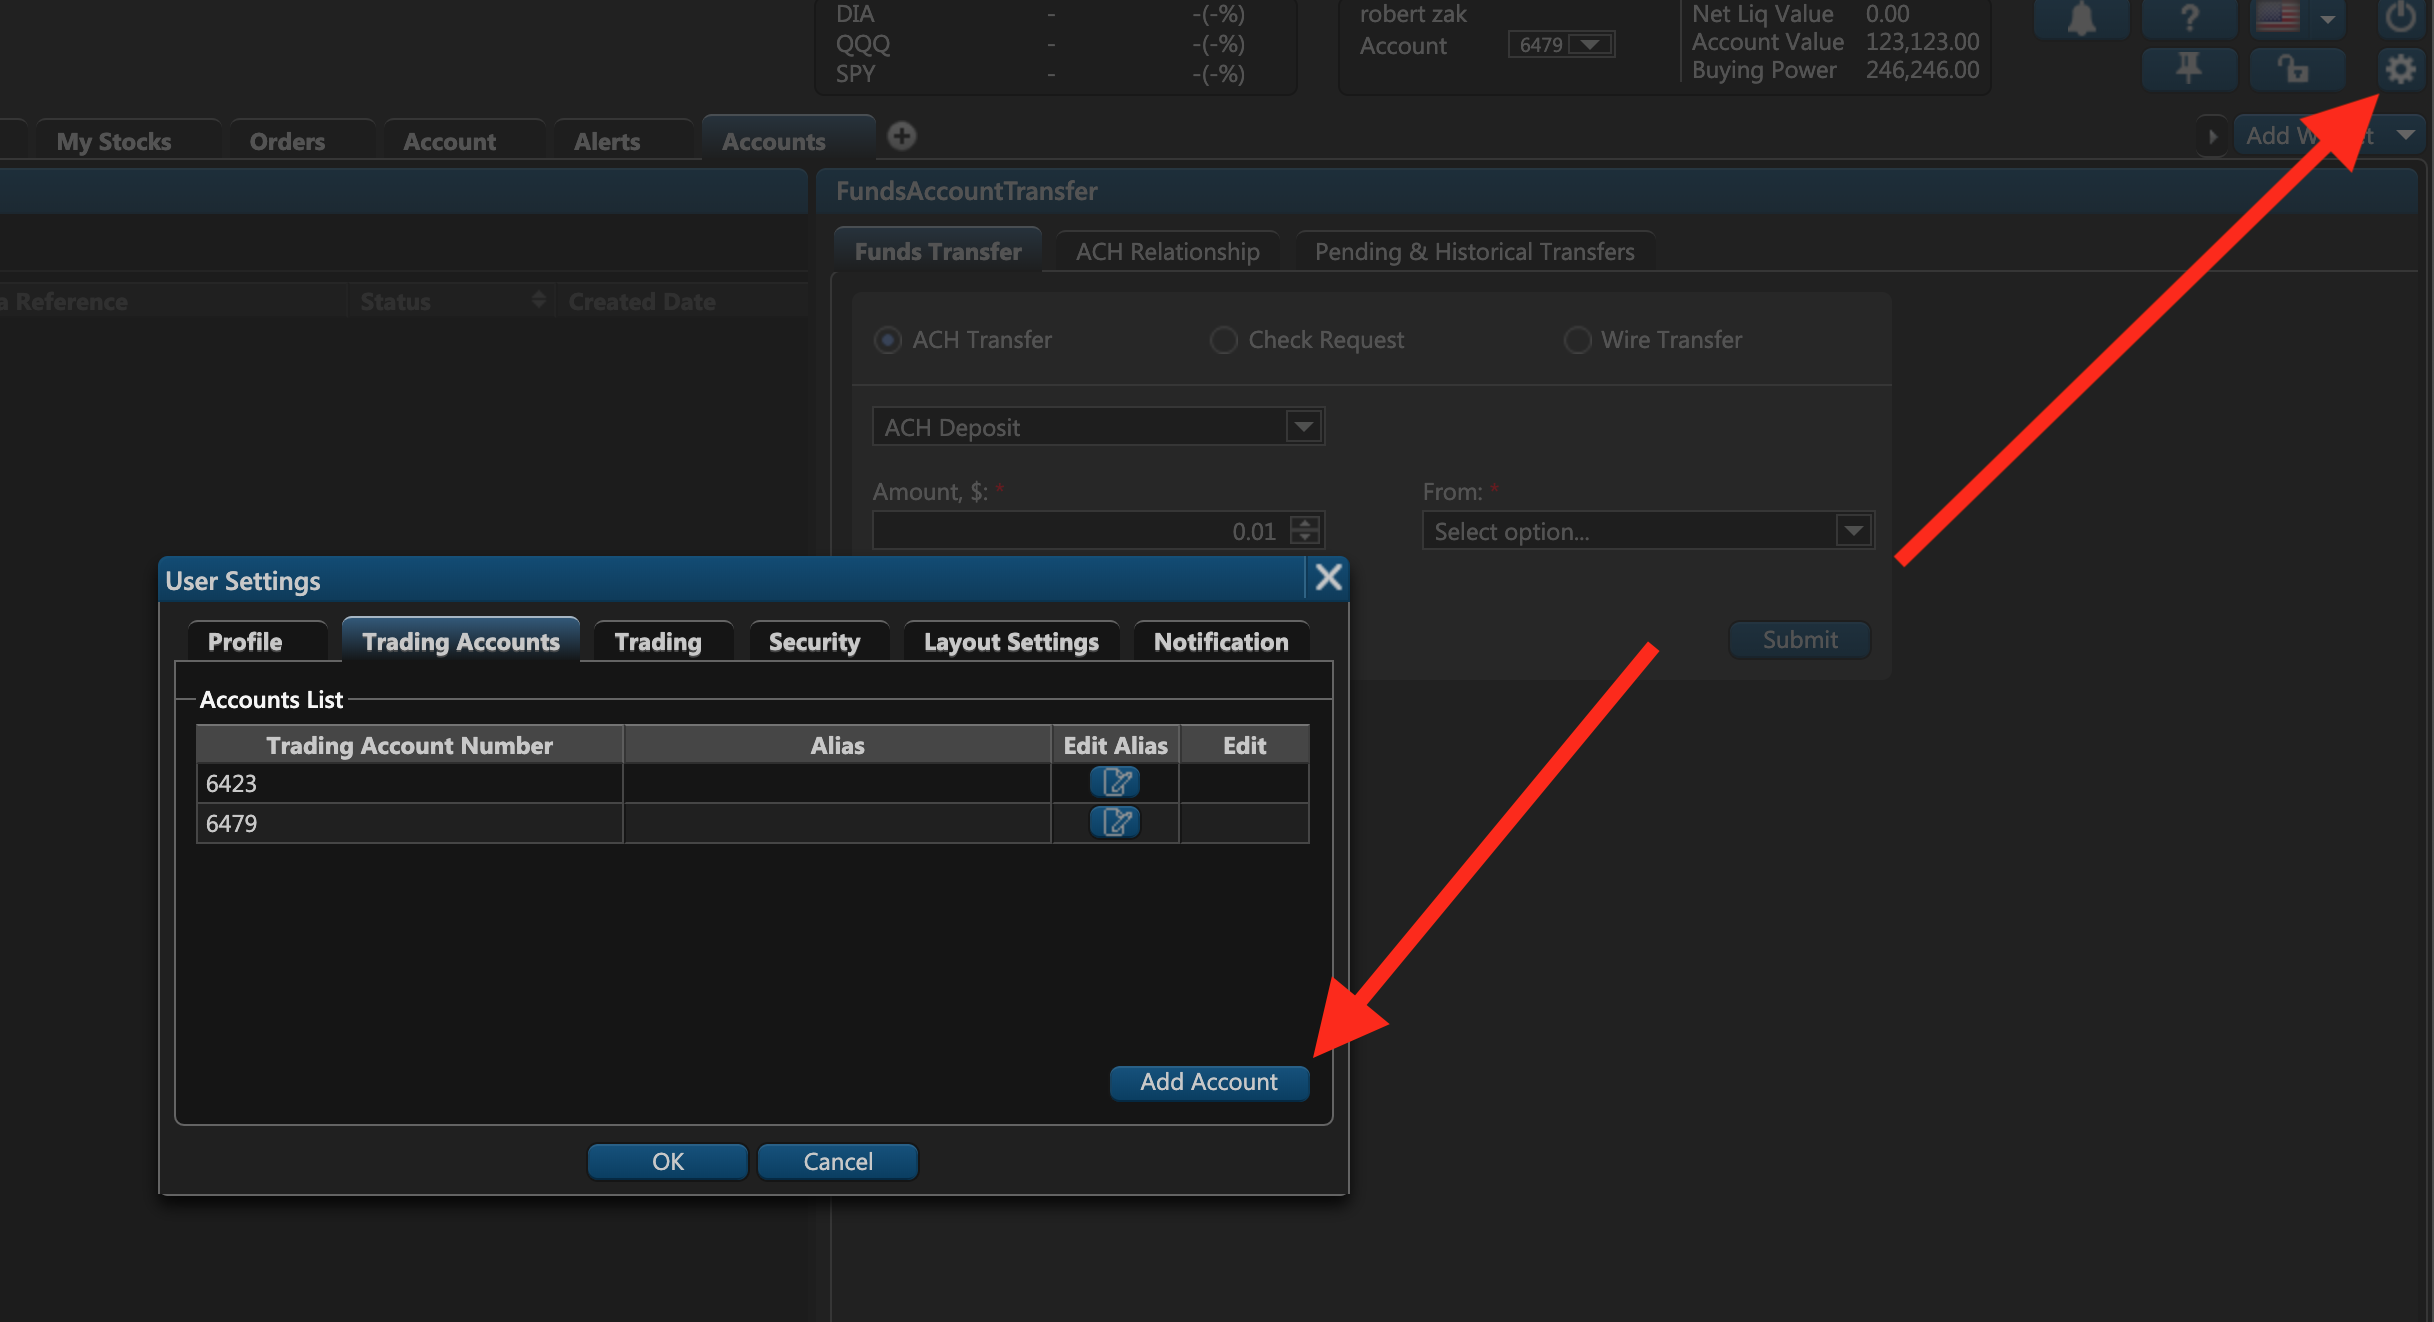 DIA - -(-%)
QQQ - -(-%)
SPY - -(-%)
robert zak
Account 6479
Net Liq Value 0.00
Account Value 123,123.00
Buying Power 246,246.00
?
My Stocks
Orders
Account
Alerts
Accounts
Add
FundsAccountTransfer
Funds Transfer
ACH Relationship
Pending & Historical Transfers
Reference
Status
Created Date
ACH Transfer
Check Request
Wire Transfer
ACH Deposit
Amount, $: *
From: *
0.01
Select option...
Submit
User Settings
Profile
Trading Accounts
Trading
Security
Layout Settings
Notification
Accounts List
Trading Account Number
Alias
Edit Alias
Edit
6423
6479
Add Account
OK
Cancel